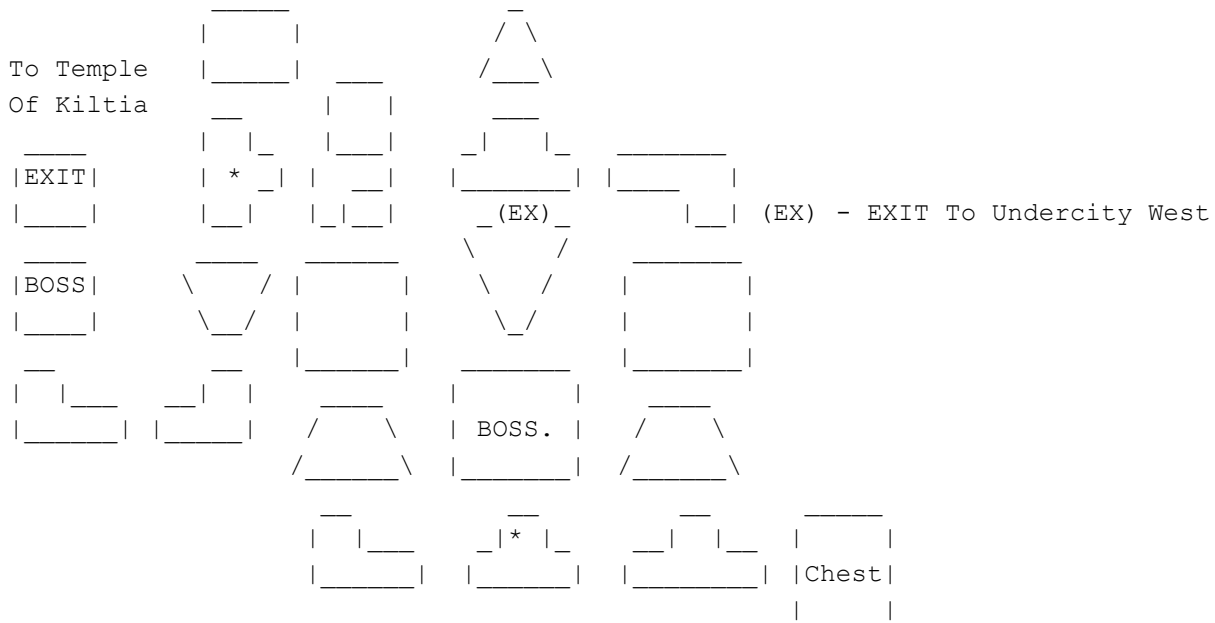 To Temple
Of Kiltia
EXIT
*
(EX)
(EX) - EXIT To Undercity West
BOSS
BOSS.
*
Chest